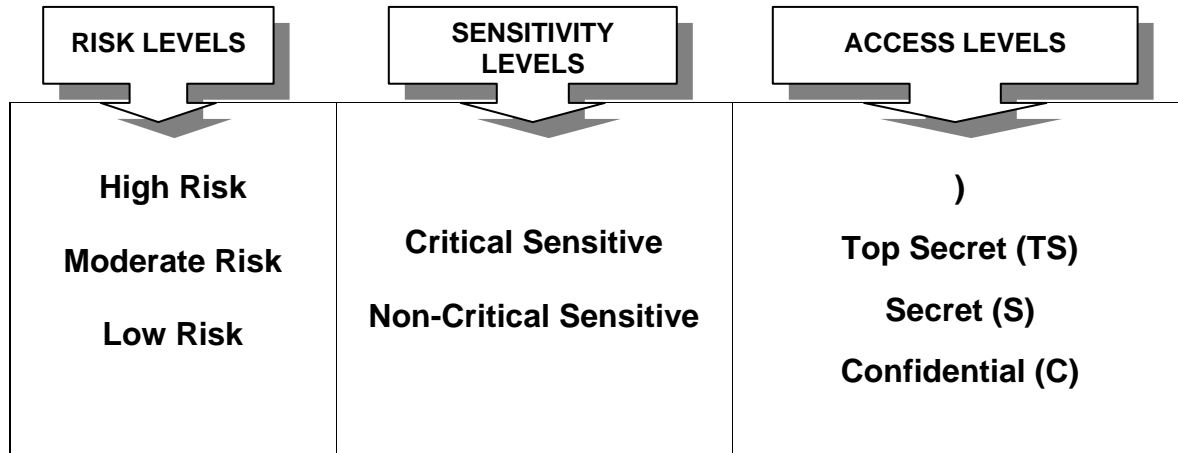 RISK LEVELS
High Risk
Moderate Risk
Low Risk
SENSITIVITY
LEVELS
Critical Sensitive
Non-Critical Sensitive
ACCESS LEVELS
)
Top Secret (TS)
Secret (S)
Confidential (C)